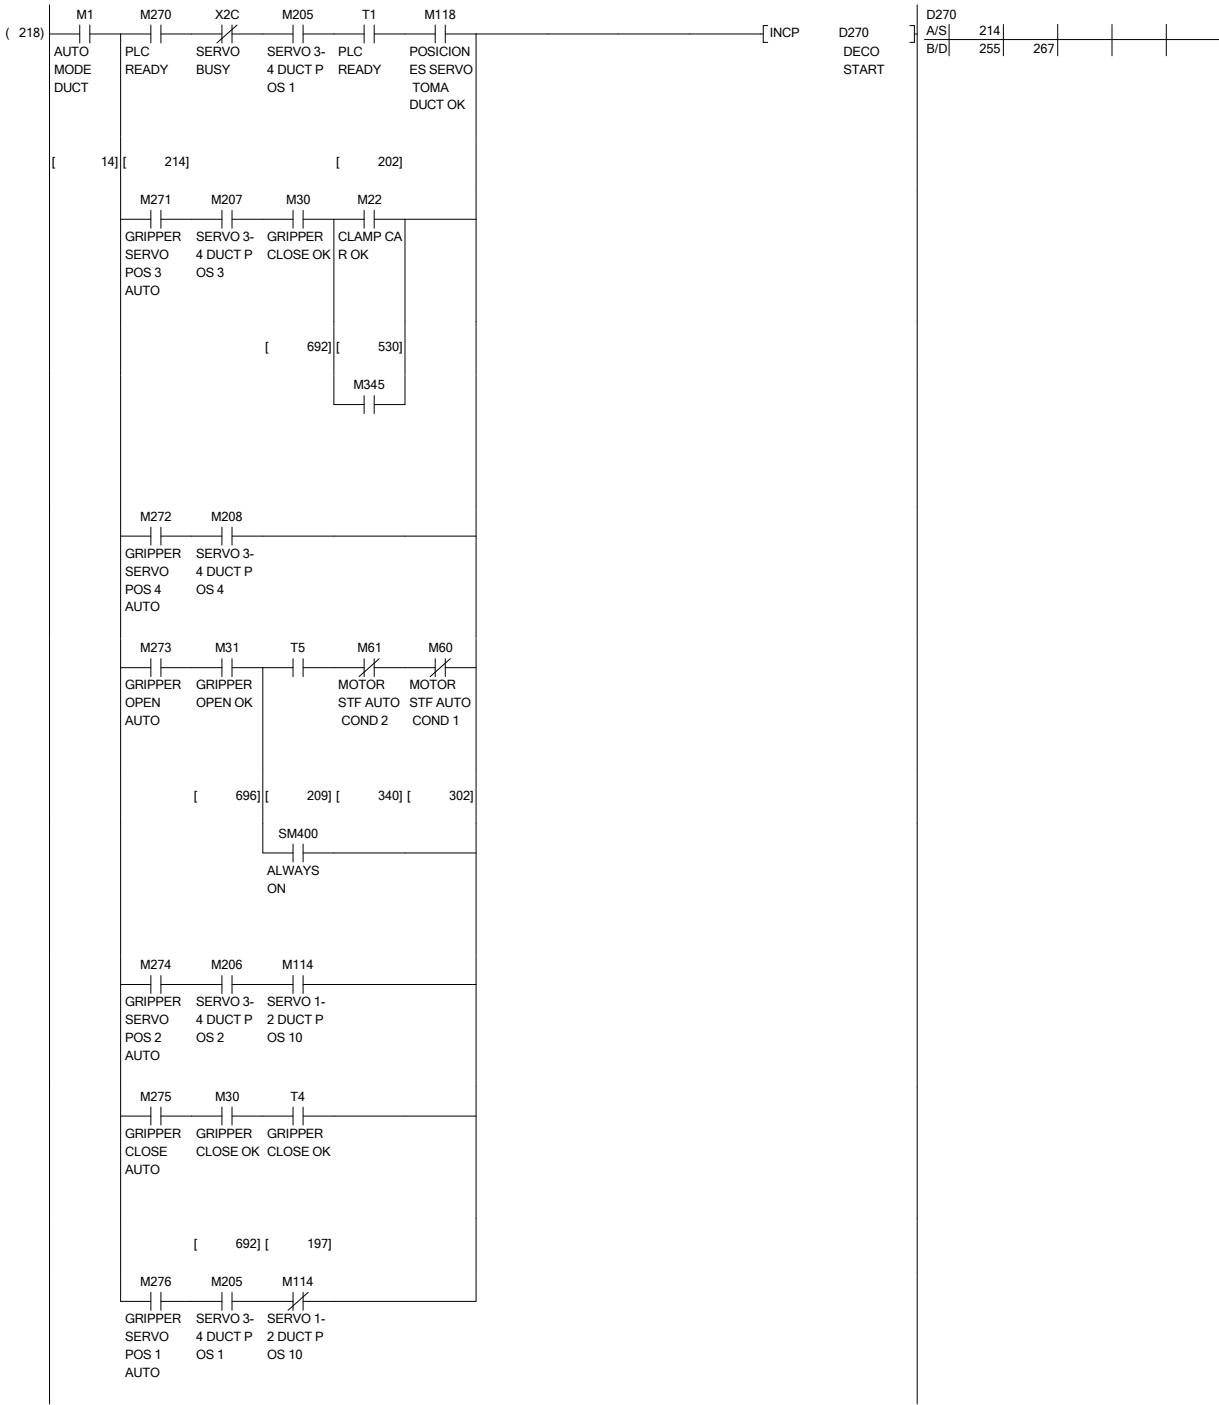 M1 M270 X2C M205 T1 M118 D270
( 218) [INCP D270 ] A/S 214
AUTO PLC SERVO SERVO 3- PLC POSICION DECO B/D 255 267
MODE READY BUSY 4 DUCT P READY ES SERVO START
DUCT OS 1 TOMA
DUCT OK
[ 14] [ 214] [ 202]
M271 M207 M30 M22
GRIPPER SERVO 3- GRIPPER CLAMP CA
SERVO 4 DUCT P CLOSE OK R OK
POS 3 OS 3
AUTO
[ 692] [ 530]
M345
M272 M208
GRIPPER SERVO 3-
SERVO 4 DUCT P
POS 4 OS 4
AUTO
M273 M31 T5 M61 M60
GRIPPER GRIPPER MOTOR MOTOR
OPEN OPEN OK STF AUTO STF AUTO
AUTO COND 2 COND 1
[ 696] [ 209] [ 340] [ 302]
SM400
ALWAYS
ON
M274 M206 M114
GRIPPER SERVO 3- SERVO 1-
SERVO 4 DUCT P 2 DUCT P
POS 2 OS 2 OS 10
AUTO
M275 M30 T4
GRIPPER GRIPPER GRIPPER
CLOSE CLOSE OK CLOSE OK
AUTO
[ 692] [ 197]
M276 M205 M114
GRIPPER SERVO 3- SERVO 1-
SERVO 4 DUCT P 2 DUCT P
POS 1 OS 1 OS 10
AUTO